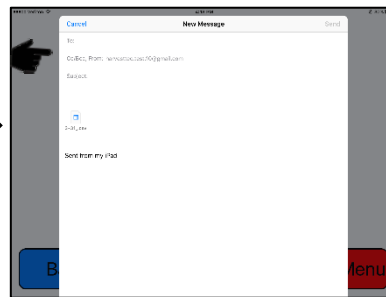 Cancel New Message Send
To:
Cc/Bcc, From:
Subject:
Sent from my iPad
B
Menu